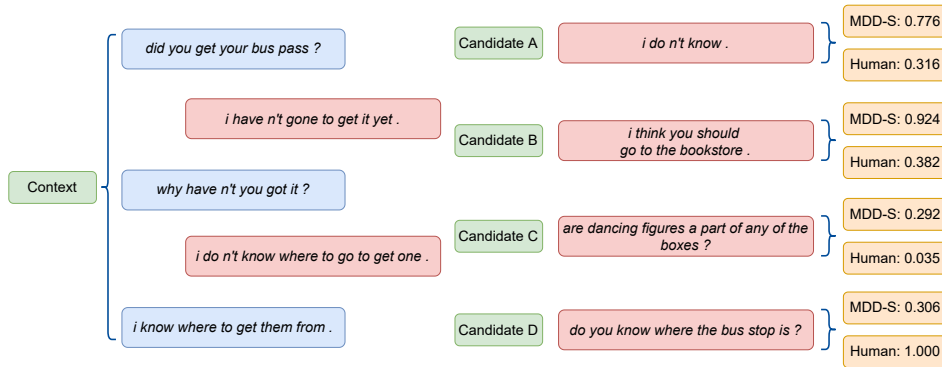 Context
did you get your bus pass ?
i have n't gone to get it yet .
why have n't you got it ?
i do n't know where to go to get one .
i know where to get them from .
Candidate A
i do n't know .
MDD-S: 0.776
Human: 0.316
Candidate B
i think you should
go to the bookstore .
MDD-S: 0.924
Human: 0.382
Candidate C
are dancing figures a part of any of the
boxes ?
MDD-S: 0.292
Human: 0.035
Candidate D
do you know where the bus stop is ?
MDD-S: 0.306
Human: 1.000